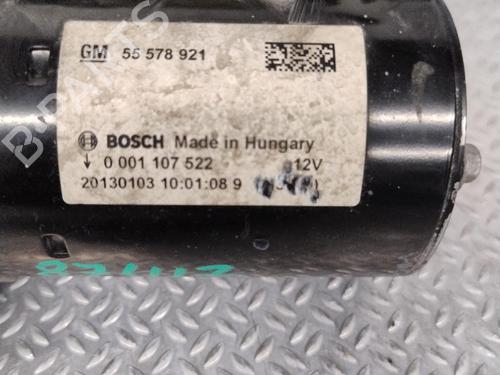 GM 55 578 921
BOSCH Made in Hungary
0 001 107 522 12V
20130103 10:01:08 9
B-PARTS